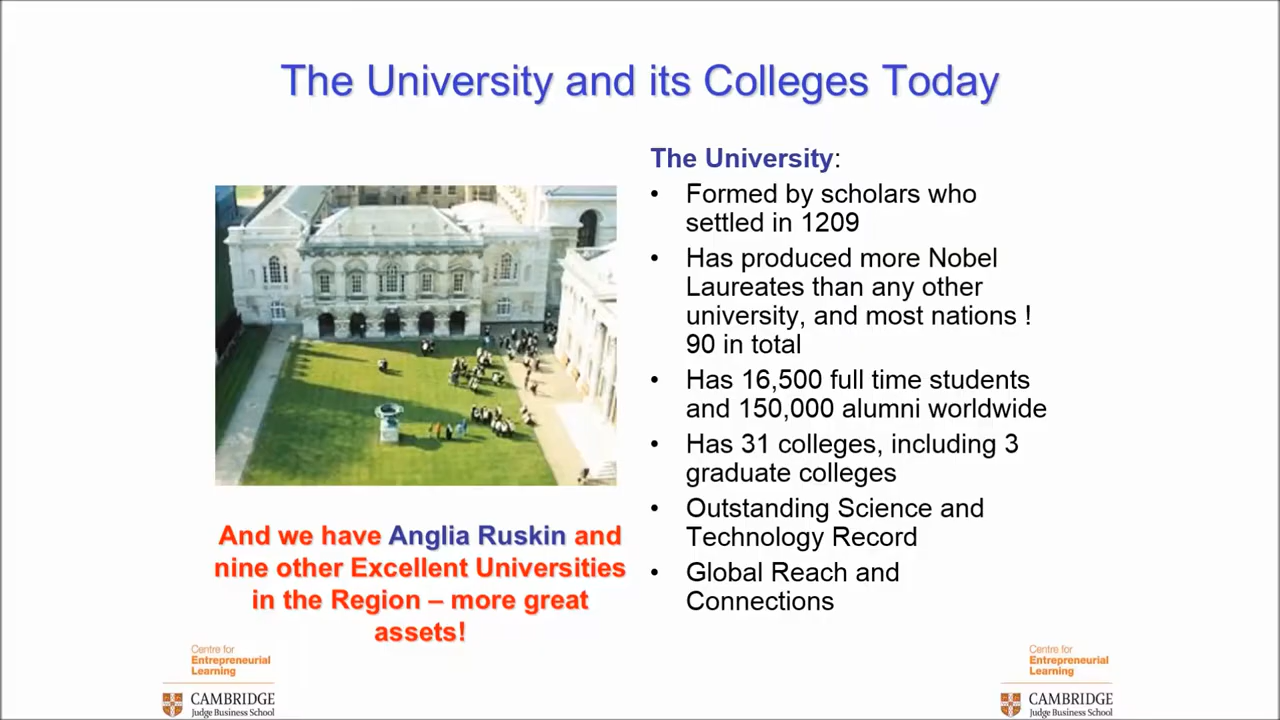 The University and its Colleges Today
The University:
• Formed by scholars who
settled in 1209
• Has produced more Nobel
Laureates than any other
university, and most nations !
90 in total
• Has 16,500 full time students
and 150,000 alumni worldwide
• Has 31 colleges, including 3
graduate colleges
• Outstanding Science and
Technology Record
• Global Reach and
Connections
And we have Anglia Ruskin and
nine other Excellent Universities
in the Region – more great
assets!
Centre for
Entrepreneurial
Learning
CAMBRIDGE
Judge Business School
Centre for
Entrepreneurial
Learning
CAMBRIDGE
Judge Business School